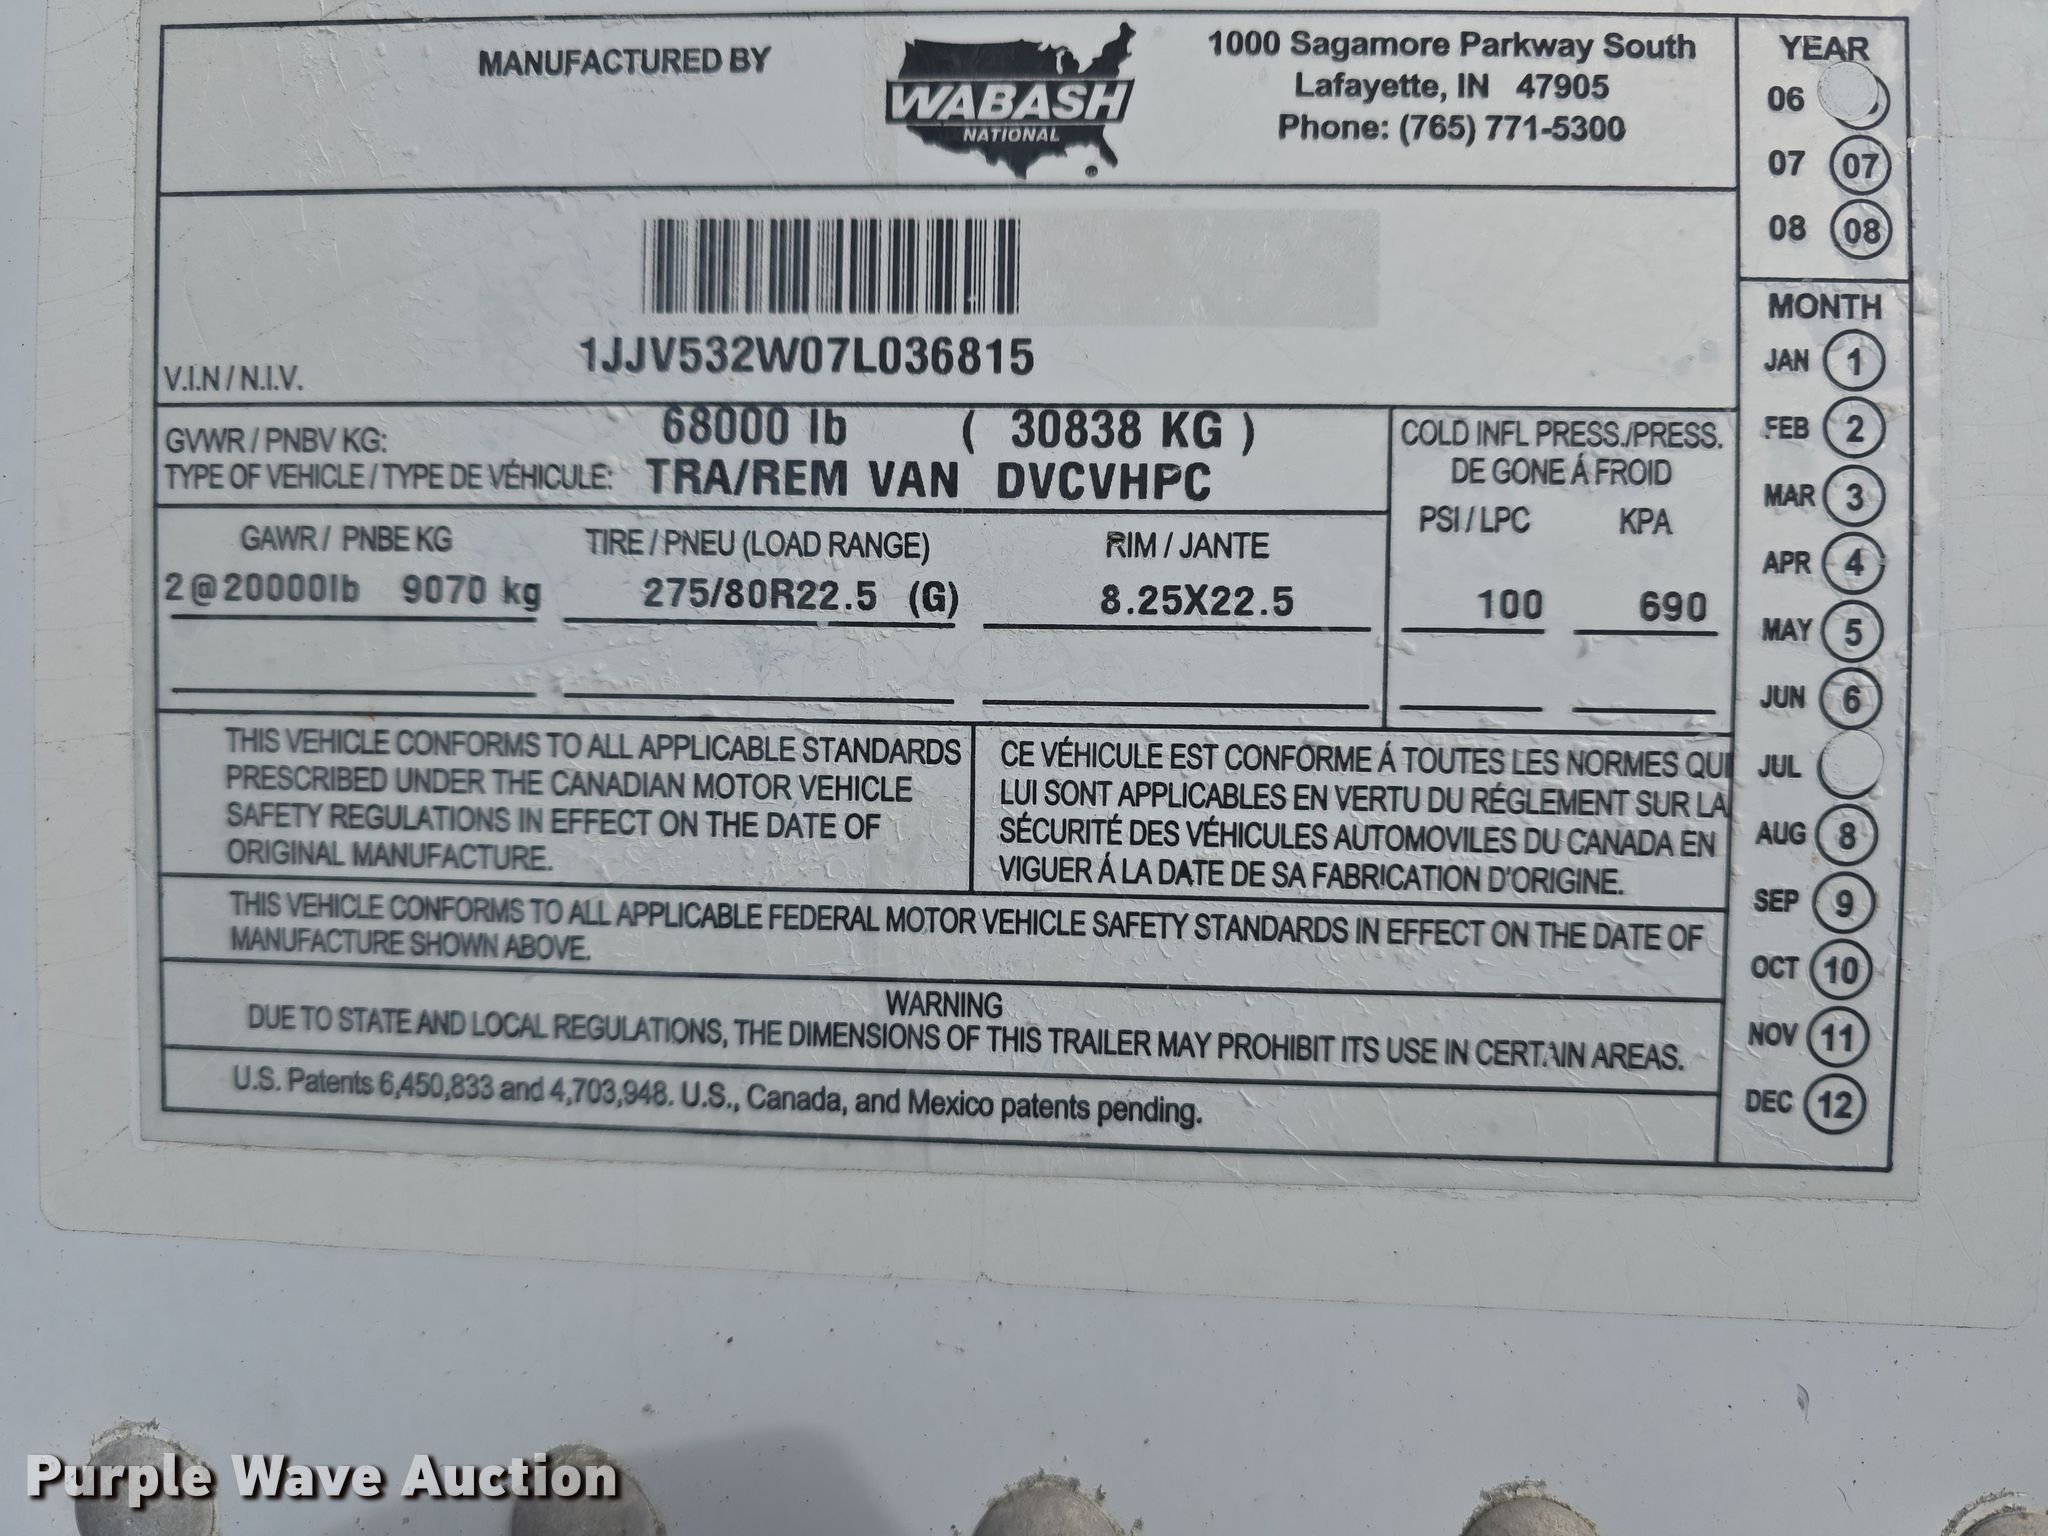 MANUFACTURED BY
WABASH
NATIONAL
®
1000 Sagamore Parkway South
Lafayette, IN 47905
Phone: (765) 771-5300
1JJV532W07L036815
V.I.N / N.I.V.
GVWR / PNBV KG: 68000 lb ( 30838 KG )
TYPE OF VEHICLE / TYPE DE VÉHICULE: TRA/REM VAN DVCVHPC
GAWR / PNBE KG TIRE / PNEU (LOAD RANGE) RIM / JANTE
2@20000lb 9070 kg 275/80R22.5 (G) 8.25X22.5
COLD INFL PRESS./PRESS.
DE GONE Á FROID
PSI / LPC KPA
100 690
THIS VEHICLE CONFORMS TO ALL APPLICABLE STANDARDS
PRESCRIBED UNDER THE CANADIAN MOTOR VEHICLE
SAFETY REGULATIONS IN EFFECT ON THE DATE OF
ORIGINAL MANUFACTURE.
CE VÉHICULE EST CONFORME Á TOUTES LES NORMES QUI
LUI SONT APPLICABLES EN VERTU DU RÉGLEMENT SUR LA
SÉCURITÉ DES VÉHICULES AUTOMOVILES DU CANADA EN
VIGUER Á LA DATE DE SA FABRICATION D'ORIGINE.
THIS VEHICLE CONFORMS TO ALL APPLICABLE FEDERAL MOTOR VEHICLE SAFETY STANDARDS IN EFFECT ON THE DATE OF
MANUFACTURE SHOWN ABOVE.
WARNING
DUE TO STATE AND LOCAL REGULATIONS, THE DIMENSIONS OF THIS TRAILER MAY PROHIBIT ITS USE IN CERTAIN AREAS.
U.S. Patents 6,450,833 and 4,703,948. U.S., Canada, and Mexico patents pending.
YEAR
06
07 07
08 08
MONTH
JAN 1
FEB 2
MAR 3
APR 4
MAY 5
JUN 6
JUL
AUG 8
SEP 9
OCT 10
NOV 11
DEC 12
Purple Wave Auction